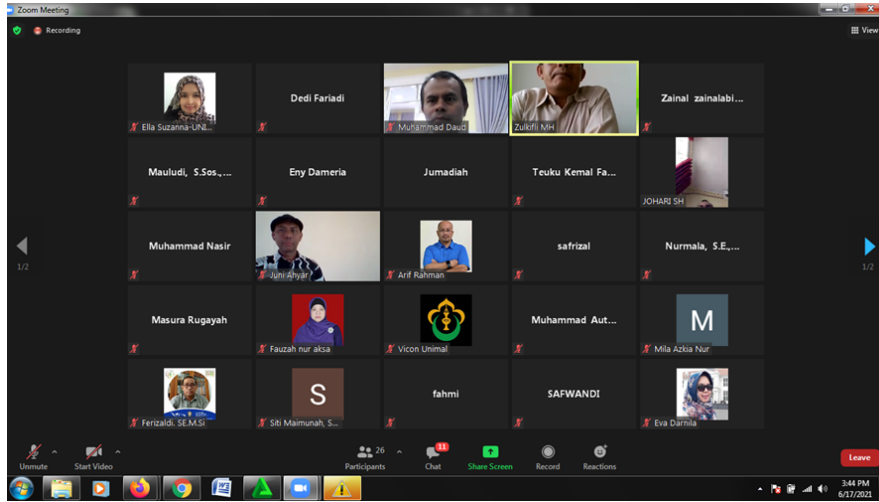 Zoom Meeting
Recording
View
Ella Suzanna-UNI...
Dedi Fariadi
Muhammad Daud
Zulkifli MH
Zainal zainalabi...
Mauludi, S.Sos.,...
Eny Dameria
Jumadiah
Teuku Kemal Fa...
JOHARI SH
Muhammad Nasir
Juni Ahyar
Arif Rahman
safrizal
Nurmala, S.E.,...
1/2
1/2
Masura Rugayah
Fauzah nur aksa
Vicon Unimal
Muhammad Aut...
M
Mila Azkia Nur
Ferizaldi. SE.M.Si
S
Siti Maimunah, S...
fahmi
SAFWANDI
Eva Darnila
Unmute
Start Video
26
Participants
11
Chat
Share Screen
Record
Reactions
Leave
3:44 PM
6/17/2021